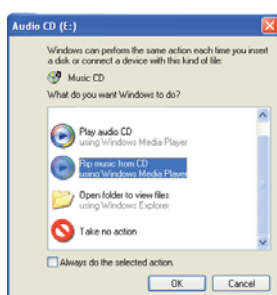 Audio CD (E:)
Windows can perform the same action each time you insert
a disk or connect a device with this kind of file:
Music CD
What do you want Windows to do?
Play audio CD
using Windows Media Player
Rip music from CD
using Windows Media Player
Open folder to view files
using Windows Explorer
Take no action
Always do the selected action.
OK
Cancel